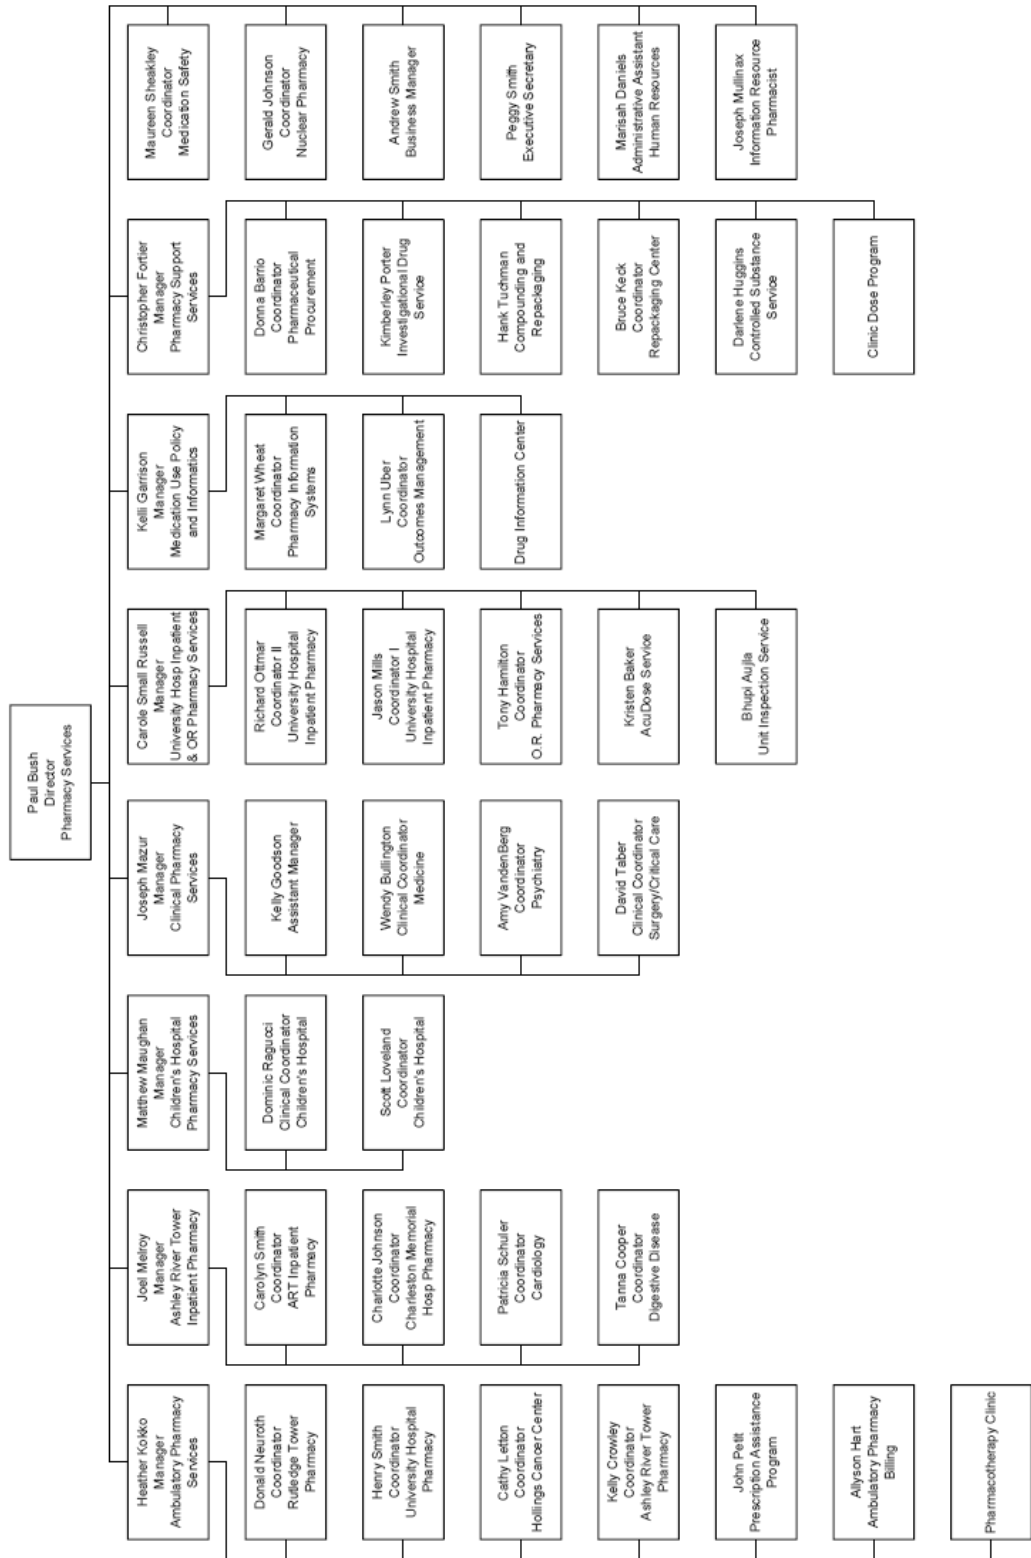 Paul Bush
Director
Pharmacy Services
Heather Kokko
Manager
Ambulatory Pharmacy
Services
Donald Neuroth
Coordinator
Rutledge Tower
Pharmacy
Henry Smith
Coordinator
University Hospital
Pharmacy
Cathy Letton
Coordinator
Hollings Cancer Center
Kelly Crowley
Coordinator
Ashley River Tower
Pharmacy
John Petit
Prescription Assistance
Program
Allyson Hart
Ambulatory Pharmacy
Billing
Pharmacotherapy Clinic
Joel Melroy
Manager
Ashley River Tower
Inpatient Pharmacy
Carolyn Smith
Coordinator
ART Inpatient
Pharmacy
Charlotte Johnson
Coordinator
Charleston Memorial
Hosp Pharmacy
Patricia Schuler
Coordinator
Cardiology
Tanna Cooper
Coordinator
Digestive Disease
Matthew Maughan
Manager
Children's Hospital
Pharmacy Services
Dominic Ragucci
Clinical Coordinator
Children's Hospital
Scott Loveland
Coordinator
Children's Hospital
Joseph Mazur
Manager
Clinical Pharmacy
Services
Kelly Goodson
Assistant Manager
Wendy Bullington
Clinical Coordinator
Medicine
Amy VandenBerg
Coordinator
Psychiatry
David Taber
Clinical Coordinator
Surgery/Critical Care
Carole Small Russell
Manager
University Hosp Inpatient
& OR Pharmacy Services
Richard Ottmar
Coordinator II
University Hospital
Inpatient Pharmacy
Jason Mills
Coordinator I
University Hospital
Inpatient Pharmacy
Tony Hamilton
Coordinator
O.R. Pharmacy Services
Kristen Baker
AcuDose Service
Bhupi Aujla
Unit Inspection Service
Kelli Garrison
Manager
Medication Use Policy
and Informatics
Margaret Wheat
Coordinator
Pharmacy Information
Systems
Lynn Uber
Coordinator
Outcomes Management
Drug Information Center
Christopher Fortier
Manager
Pharmacy Support
Services
Donna Barrio
Coordinator
Pharmaceutical
Procurement
Kimberley Porter
Investigational Drug
Service
Hank Tuchman
Compounding and
Repackaging
Bruce Keck
Coordinator
Repackaging Center
Darlene Huggins
Controlled Substance
Service
Clinic Dose Program
Maureen Sheakley
Coordinator
Medication Safety
Gerald Johnson
Coordinator
Nuclear Pharmacy
Andrew Smith
Business Manager
Peggy Smith
Executive Secretary
Marisah Daniels
Administrative Assistant
Human Resources
Joseph Mullinax
Information Resource
Pharmacist